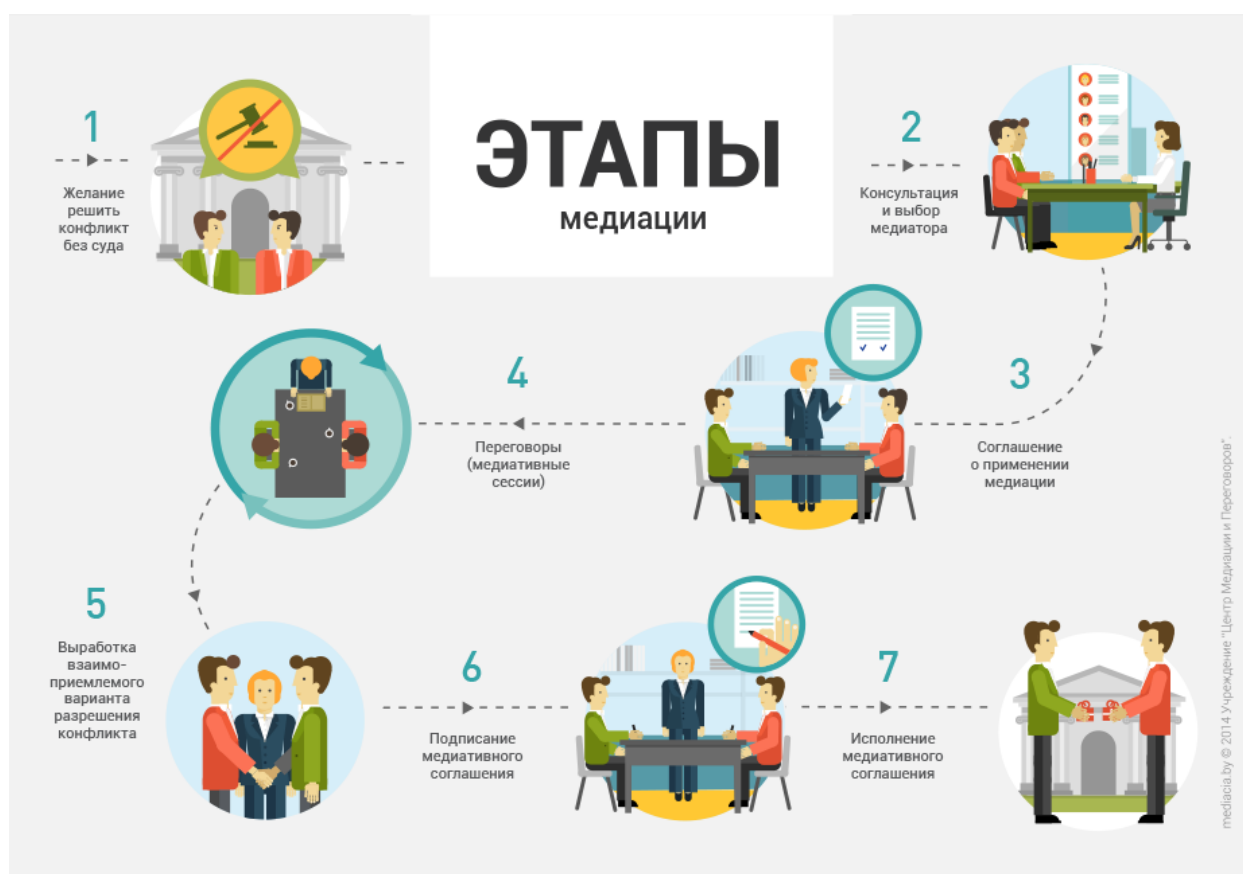 ЭТАПЫ
медиации
1
Желание
решить
конфликт
без суда
2
Консультация
и выбор
медиатора
3
Соглашение
о применении
медиации
4
Переговоры
(медиативные
сессии)
5
Выработка
взаимо-
приемлемого
варианта
разрешения
конфликта
6
Подписание
медиативного
соглашения
7
Исполнение
медиативного
соглашения
mediacia.by © 2014 Учреждение "Центр Медиации и Переговоров".